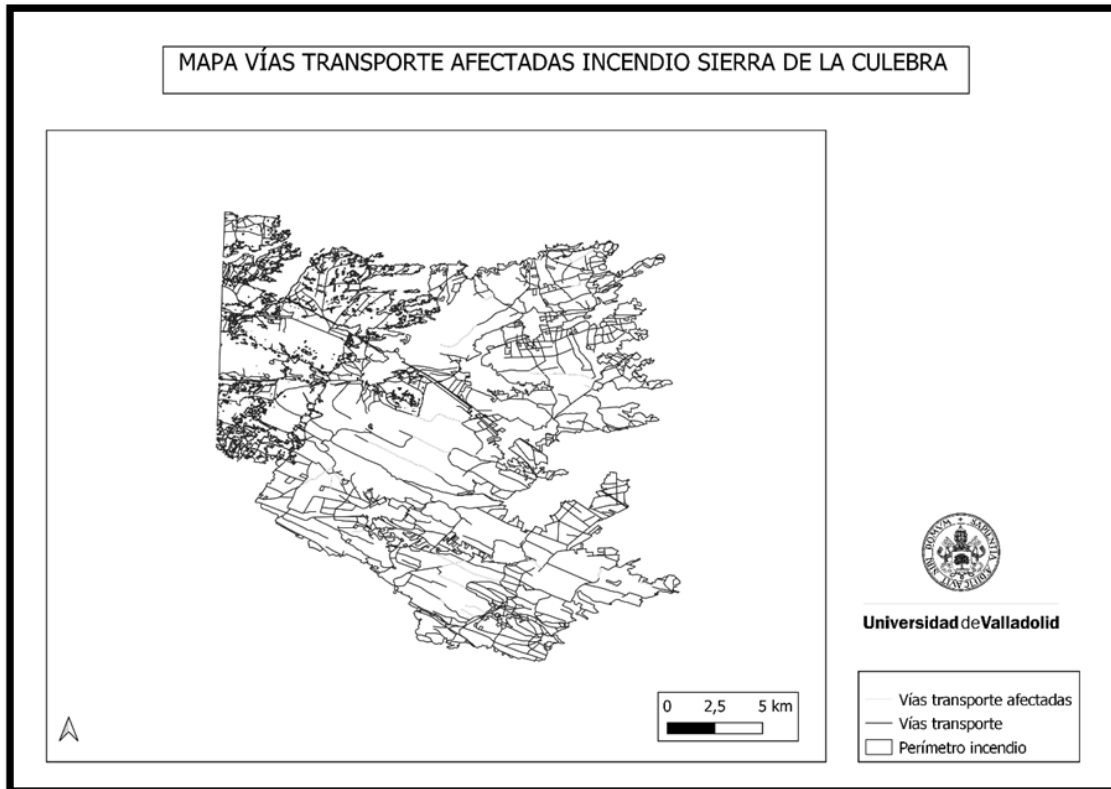 MAPA VÍAS TRANSPORTE AFECTADAS INCENDIO SIERRA DE LA CULEBRA
0 2,5 5 km
Universidad de Valladolid
Vías transporte afectadas
Vías transporte
Perímetro incendio